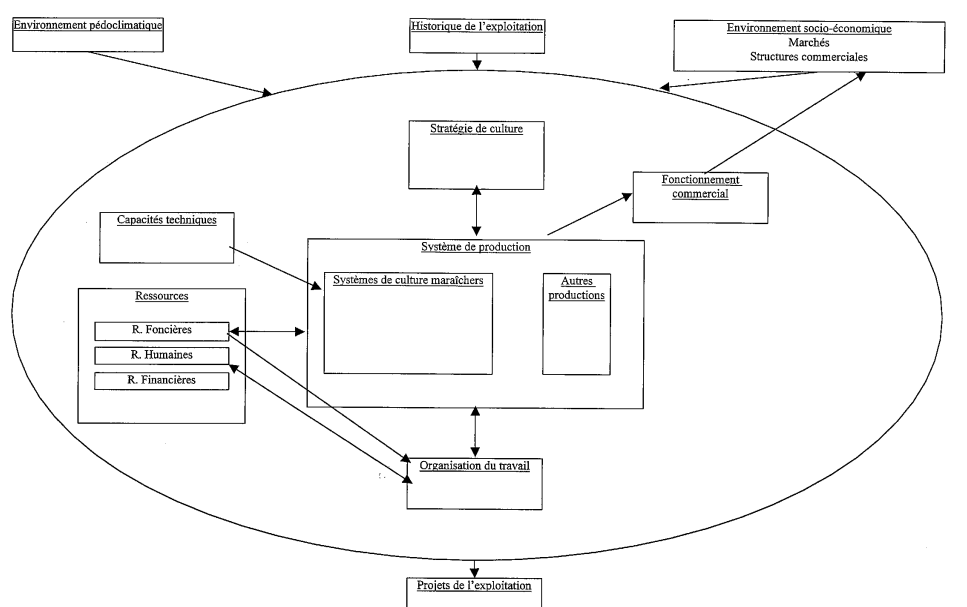 Environnement pédoclimatique
Historique de l'exploitation
Environnement socio-économique
Marchés
Structures commerciales
Stratégie de culture
Fonctionnement
commercial
Capacités techniques
Système de production
Systèmes de culture maraîchers
Autres
productions
Ressources
R. Foncières
R. Humaines
R. Financières
Organisation du travail
Projets de l'exploitation